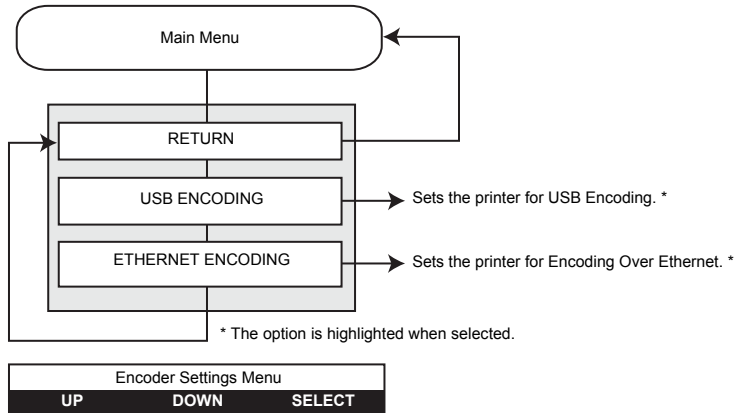 Main Menu
RETURN
USB ENCODING
Sets the printer for USB Encoding. *
ETHERNET ENCODING
Sets the printer for Encoding Over Ethernet. *
* The option is highlighted when selected.
Encoder Settings Menu
UP DOWN SELECT